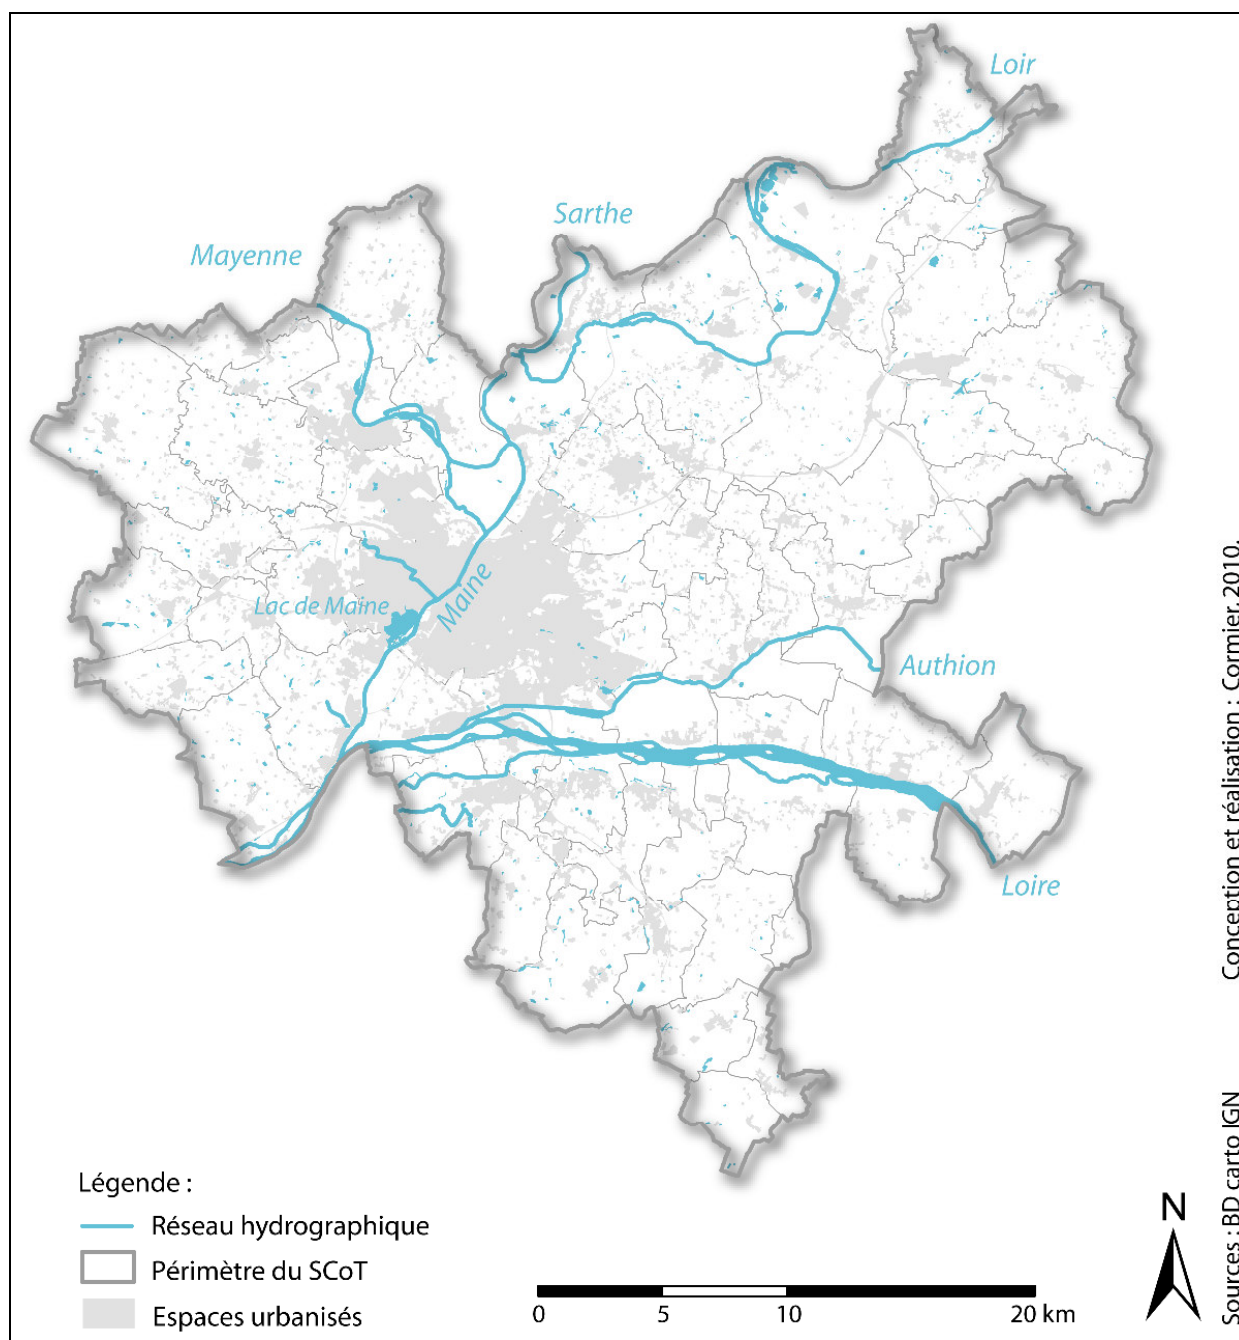 Loir
Sarthe
Mayenne
Maine
Lac de Maine
Authion
Loire
Légende :
Réseau hydrographique
Périmètre du SCoT
Espaces urbanisés
0 5 10 20 km
N
Sources : BD carto IGN Conception et réalisation : Cormier, 2010.